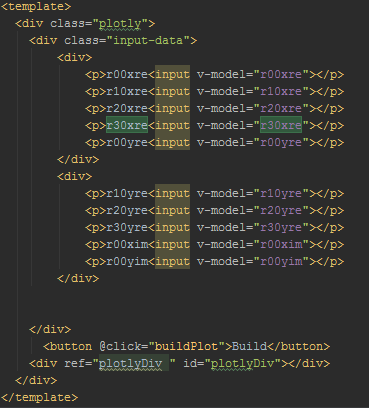 <template>
  <div class="plotly">
    <div class="input-data">
        <div>
            <p>r00xre<input v-model="r00xre"></p>
            <p>r10xre<input v-model="r10xre"></p>
            <p>r20xre<input v-model="r20xre"></p>
            <p>r30xre<input v-model="r30xre"></p>
            <p>r00yre<input v-model="r00yre"></p>
        </div>
        <div>
            <p>r10yre<input v-model="r10yre"></p>
            <p>r20yre<input v-model="r20yre"></p>
            <p>r30yre<input v-model="r30yre"></p>
            <p>r00xim<input v-model="r00xim"></p>
            <p>r00yim<input v-model="r00yim"></p>
        </div>
    </div>
      <button @click="buildPlot">Build</button>
    <div ref="plotlyDiv " id="plotlyDiv"></div>
  </div>
</template>